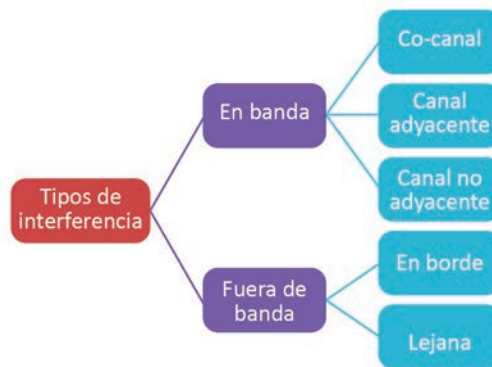 Tipos de
interferencia
En banda
Fuera de
banda
Co-canal
Canal
adyacente
Canal no
adyacente
En borde
Lejana